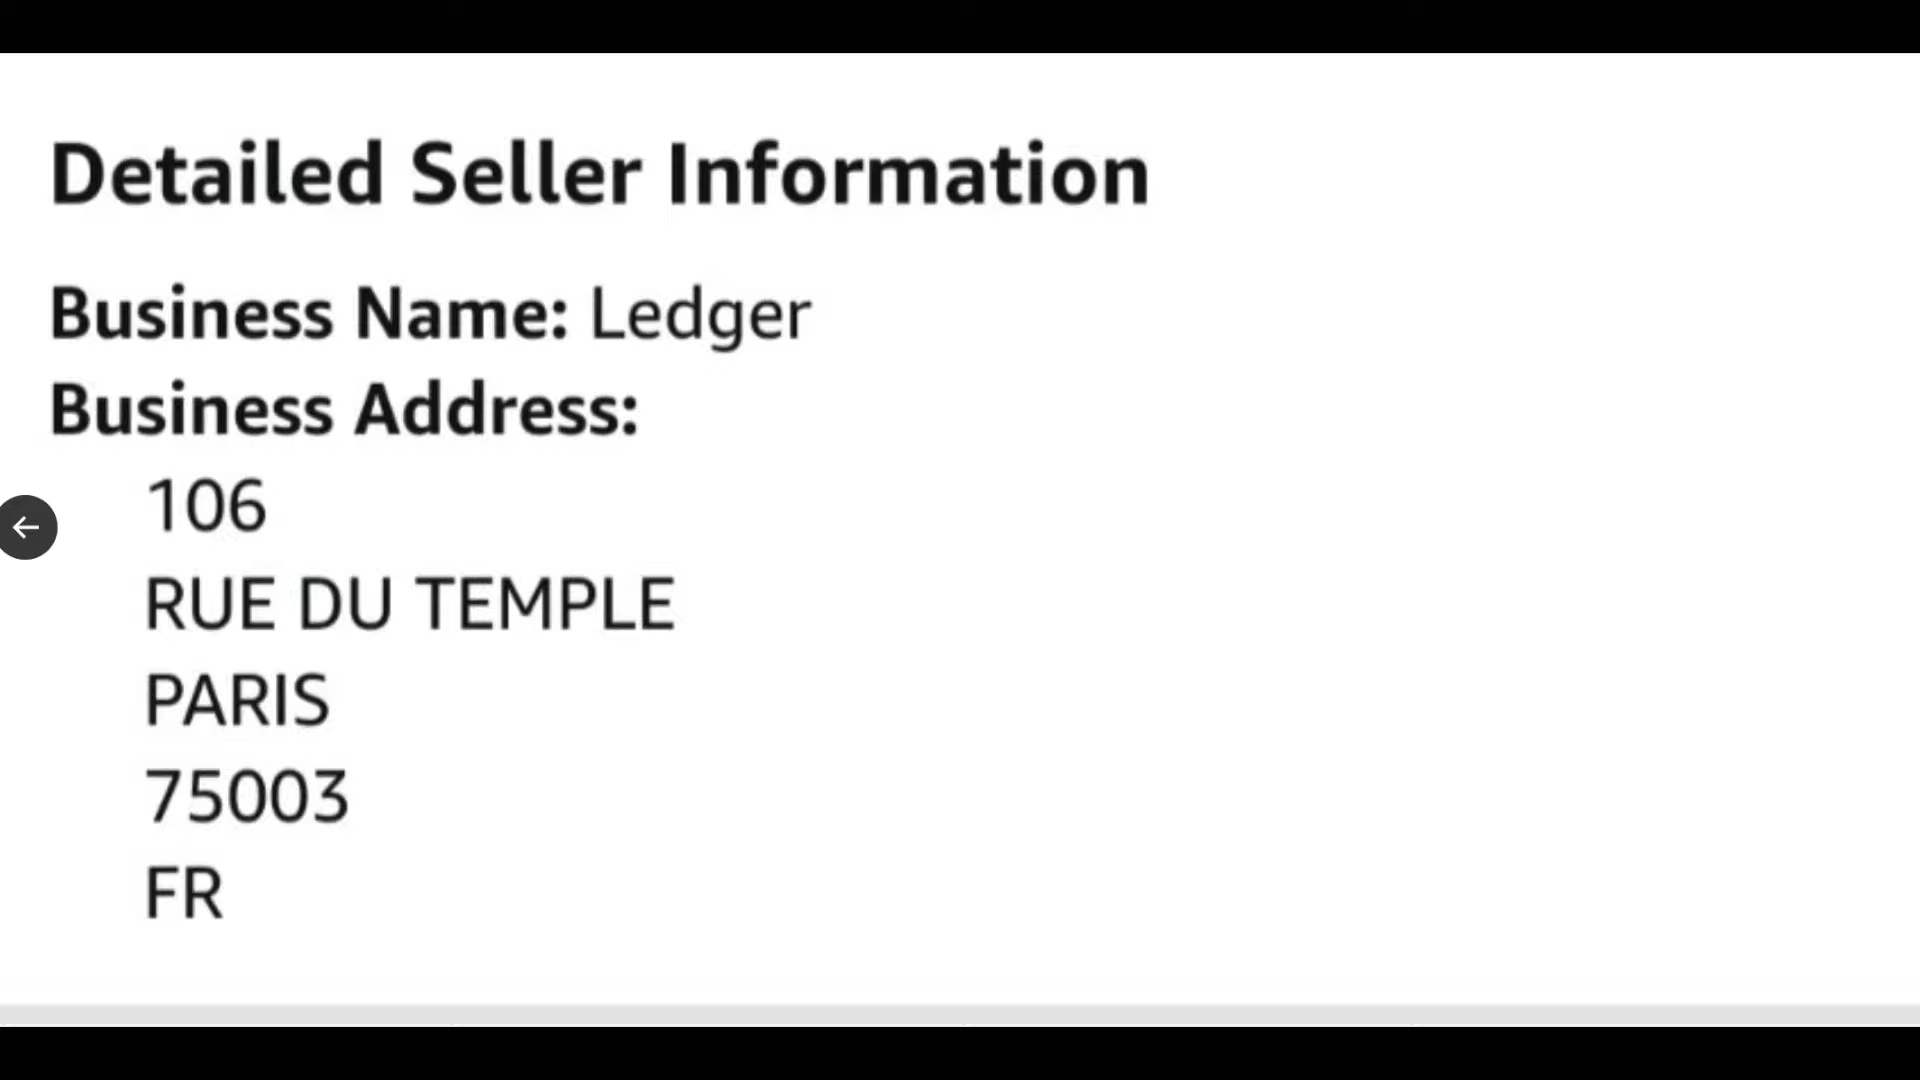 Detailed Seller Information
Business Name: Ledger
Business Address:
106
RUE DU TEMPLE
PARIS
75003
FR